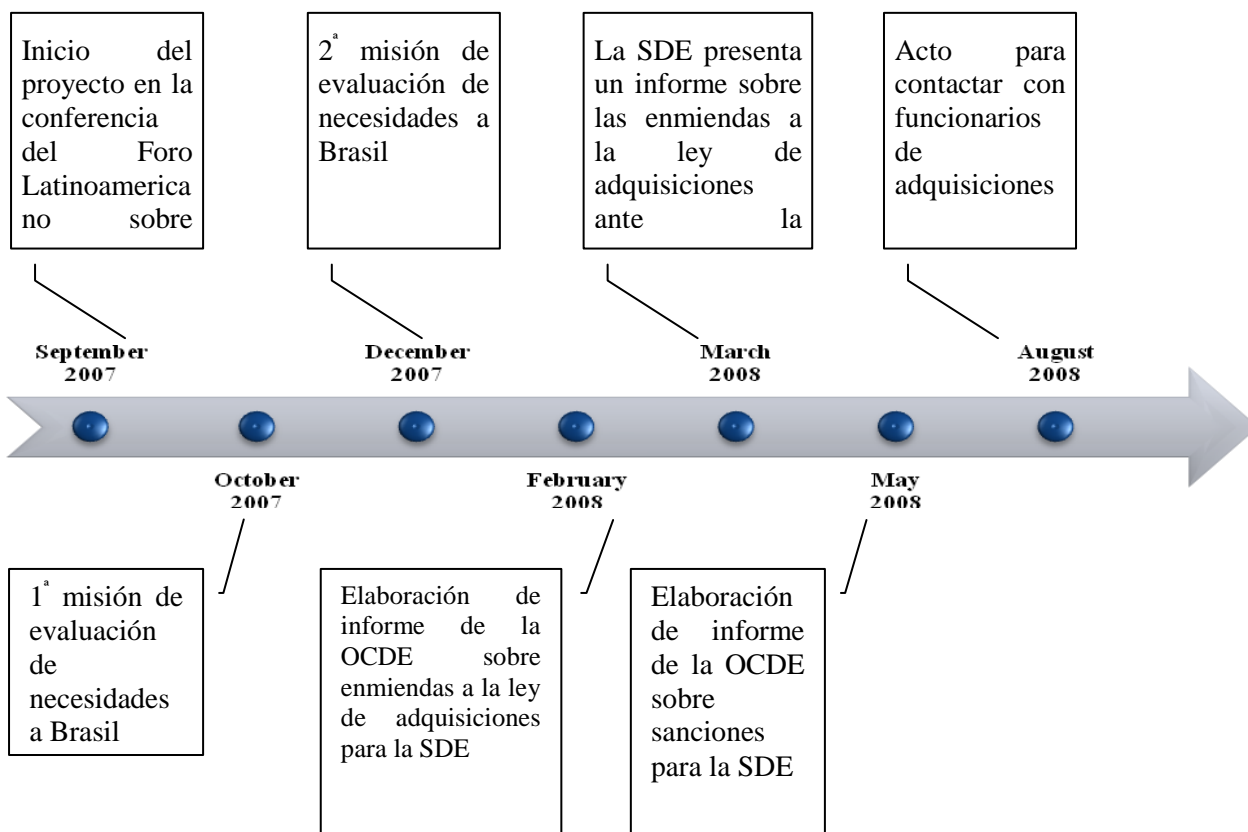 Inicio del
proyecto en la
conferencia
del Foro
Latinoamerica
no sobre
2ª misión de
evaluación de
necesidades a
Brasil
La SDE presenta
un informe sobre
las enmiendas a
la ley de
adquisiciones
ante la
Acto para
contactar con
funcionarios
de
adquisiciones
September
2007
December
2007
March
2008
August
2008
October
2007
February
2008
May
2008
1ª misión de
evaluación
de
necesidades
a Brasil
Elaboración de
informe de la
OCDE sobre
enmiendas a la ley
de adquisiciones
para la SDE
Elaboración
de informe
de la OCDE
sobre
sanciones
para la SDE